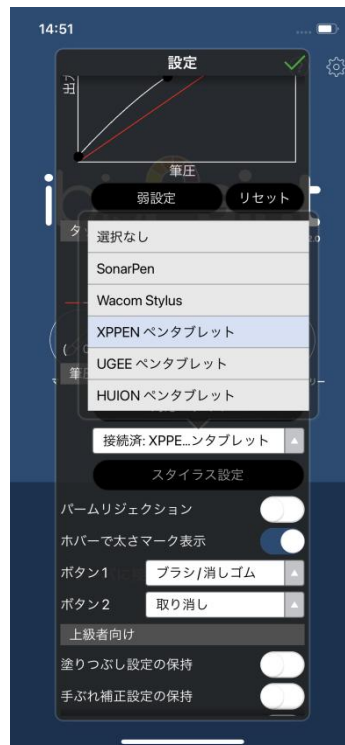 14:51
設定
出力
筆圧
弱設定
リセット
選択なし
SonarPen
Wacom Stylus
XPPEN ペンタブレット
UGEE ペンタブレット
HUION ペンタブレット
接続済: XPPE...ンタブレット
スタイラス設定
パームリジェクション
ホバーで太さマーク表示
ボタン1
ブラシ/消しゴム
ボタン2
取り消し
上級者向け
塗りつぶし設定の保持
手ぶれ補正設定の保持